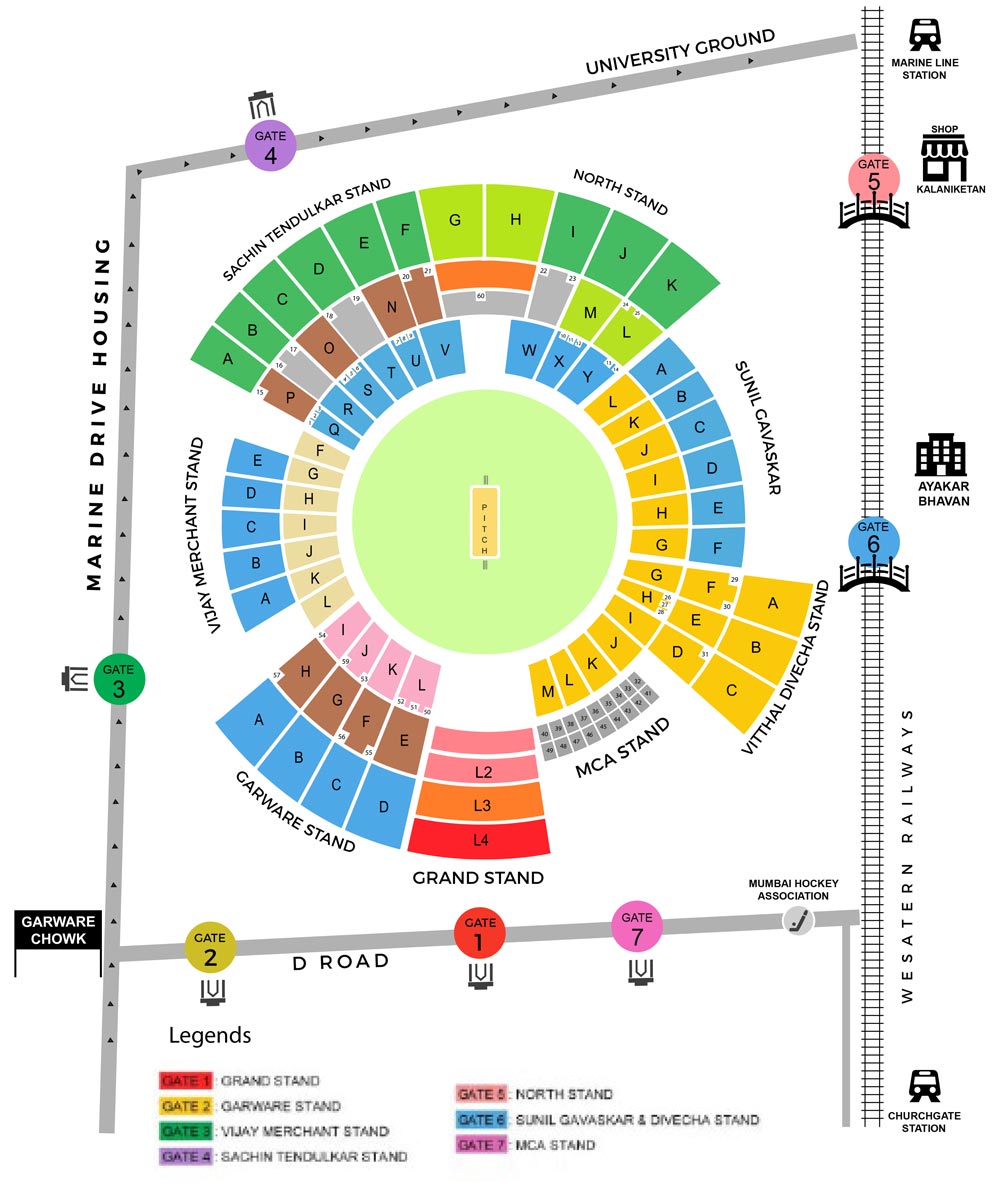 UNIVERSITY GROUND
MARINE LINE
STATION
GATE
4
SHOP
KALANIKETAN
GATE
5
SACHIN TENDULKAR STAND
NORTH STAND
A
B
C
D
E
F
G
H
I
J
K
15
16
17
18
19
20
21
60
22
23
24
25
P
O
N
M
L
Q
R
S
T
U
V
W
X
Y
MARINE DRIVE HOUSING
SUNIL GAVASKAR
A
B
C
D
E
F
L
K
J
I
H
G
VIJAY MERCHANT STAND
E
D
C
B
A
F
G
H
I
J
K
L
PITCH
AYAKAR
BHAVAN
GATE
6
GATE
3
VITTHAL DIVECHA STAND
A
B
C
F
E
D
29
30
31
G
H
I
J
K
L
M
26
27
28
MCA STAND
32
33
34
35
36
37
38
39
40
41
42
43
44
45
46
47
48
49
I
J
K
L
54
59
53
52
51
50
57
H
G
F
E
56
55
A
B
C
D
GARWARE STAND
L2
L3
L4
GRAND STAND
WESATERN RAILWAYS
MUMBAI HOCKEY
ASSOCIATION
GARWARE
CHOWK
GATE
2
GATE
1
GATE
7
D ROAD
Legends
GATE 1 : GRAND STAND
GATE 2 : GARWARE STAND
GATE 3 : VIJAY MERCHANT STAND
GATE 4 : SACHIN TENDULKAR STAND
GATE 5 : NORTH STAND
GATE 6 : SUNIL GAVASKAR & DIVECHA STAND
GATE 7 : MCA STAND
CHURCHGATE
STATION